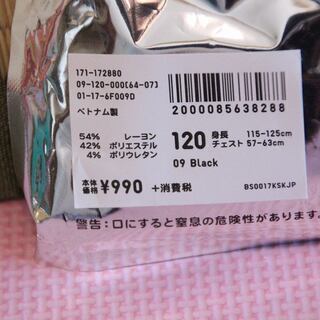 171-172880
09-120-000[64-07]
01-17-6F009D
ベトナム製
2000085638288
54% レーヨン
42% ポリエステル
4% ポリウレタン
120 身長 115-125cm
チェスト 57-63cm
09 Black
本体価格 ¥990 +消費税
BS0017KSKJP
警告:口にすると窒息の危険性があります。